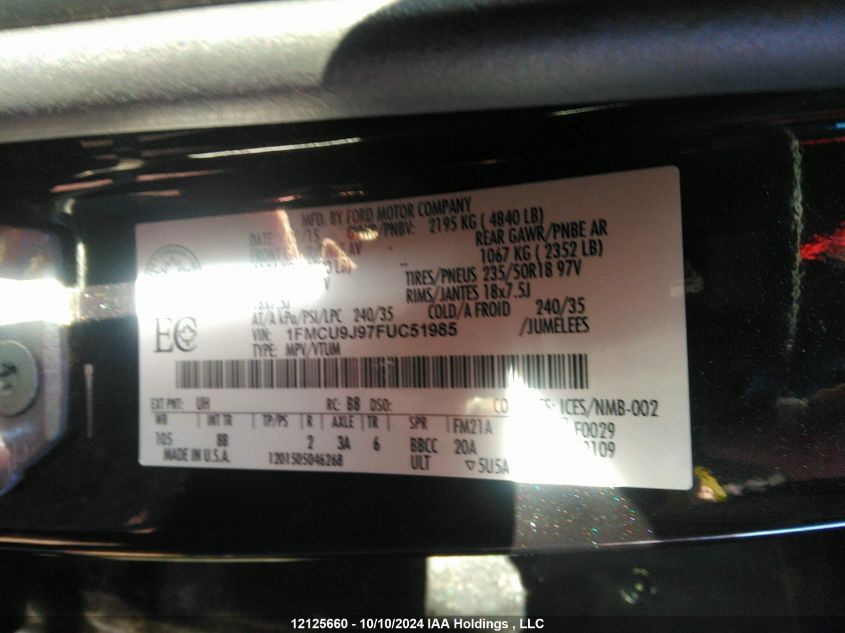 MFD. BY FORD MOTOR COMPANY
DATE /15 /PNBV: 2195 KG ( 4840 LB)
REAR GAWR/PNBE AR
1067 KG ( 2352 LB)
TIRES/PNEUS 235/50R18 97V
RIMS/JANTES 18x7.5J
AT/A kPa/PSI/LPC 240/35 COLD/A FROID 240/35
VIN: 1FMCU9J97FUC51985 /JUMELEES
TYPE: MPV/VTUM
EC
EXT PNT: UH RC: B8 DSO: ICES/NMB-002
WB INT TR TP/PS R AXLE TR SPR FM21A F0029
105 BB 2 3A 6 BBCC 20A
MADE IN U.S.A. 1201505046268 ULT ▽5U5A
12125660 - 10/10/2024 IAA Holdings , LLC